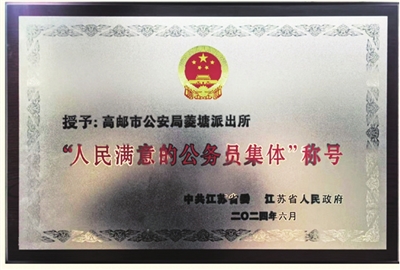 授予:高邮市公安局菱塘派出所
“人民满意的公务员集体”称号
中共江苏省委 江苏省人民政府
二〇二四年六月